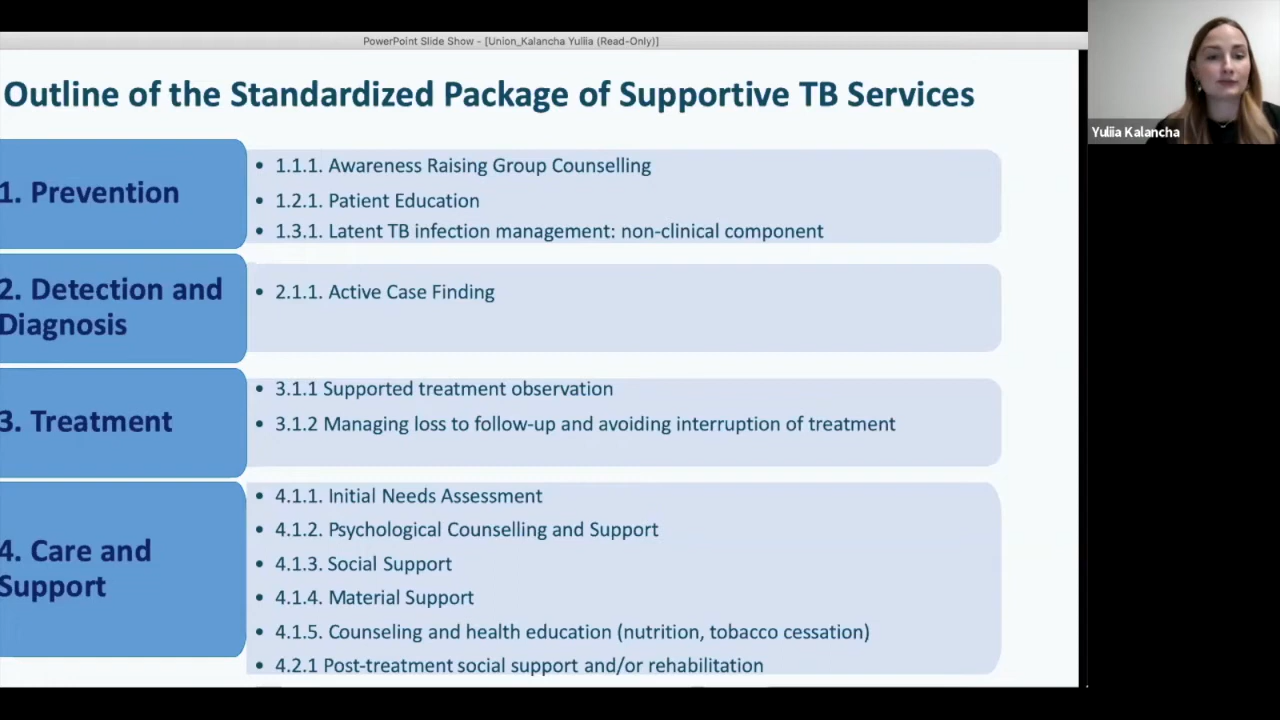 PowerPoint Slide Show - [Union_Kalancha Yuliia (Read-Only)]
Outline of the Standardized Package of Supportive TB Services
1. Prevention
• 1.1.1. Awareness Raising Group Counselling
• 1.2.1. Patient Education
• 1.3.1. Latent TB infection management: non-clinical component
2. Detection and
Diagnosis
• 2.1.1. Active Case Finding
3. Treatment
• 3.1.1 Supported treatment observation
• 3.1.2 Managing loss to follow-up and avoiding interruption of treatment
4. Care and
Support
• 4.1.1. Initial Needs Assessment
• 4.1.2. Psychological Counselling and Support
• 4.1.3. Social Support
• 4.1.4. Material Support
• 4.1.5. Counseling and health education (nutrition, tobacco cessation)
• 4.2.1 Post-treatment social support and/or rehabilitation
Yuliia Kalancha